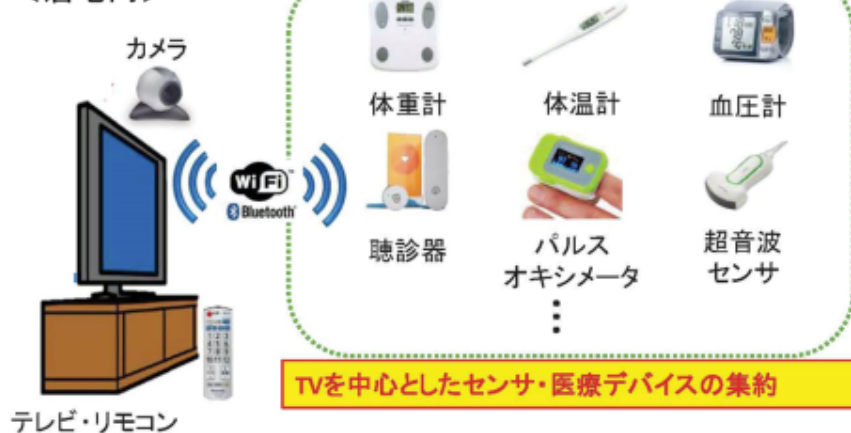 カメラ
体重計
体温計
血圧計
WiFi
Bluetooth
聴診器
パルス
オキシメータ
超音波
センサ
TVを中心としたセンサ・医療デバイスの集約
テレビ・リモコン